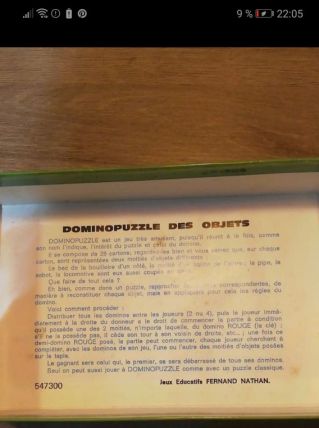 9 % 22:05
DOMINOPUZZLE DES OBJETS
DOMINOPUZZLE est un jeu très amusant, puisqu'il réunit à la fois, comme
son nom l'indique, l'intérêt du puzzle et celui du domino.
Il se compose de 28 cartons, regardez-les bien et vous verrez que, sur chaque
carton, sont représentées deux moitiés d'objets différents.
Le bec de la bouilloire d'un côté, la moitié de l'autre ; la pipe, le
sabot, la locomotive sont eux aussi coupés en
Que faire de tout cela ?
Eh bien, comme dans un puzzle, rapprocher correspondantes, de
manière à reconstituer chaque objet, mais en appliquant pour cela les règles du
domino.
Voici comment procéder :
Distribuer tous les dominos entre les joueurs (2 ou 4), puis le joueur immé-
diatement à la droite du donneur a le droit de commencer la partie à condition
qu'il possède une des 2 moitiés, n'importe laquelle, du domino ROUGE (la clé) ;
s'il ne la possède pas, il cède son tour à son voisin de droite, etc... ; une fois ce
demi-domino ROUGE posé, la partie peut commencer, chaque joueur cherchant à
compléter, avec les dominos de son jeu, l'une ou l'autre des moitiés d'objets posées
sur le tapis.
Le gagnant sera celui qui, le premier, se sera débarrassé de tous ses dominos.
Seul on peut aussi jouer à DOMINOPUZZLE comme avec un puzzle classique.
547300 Jeux Educatifs FERNAND NATHAN.